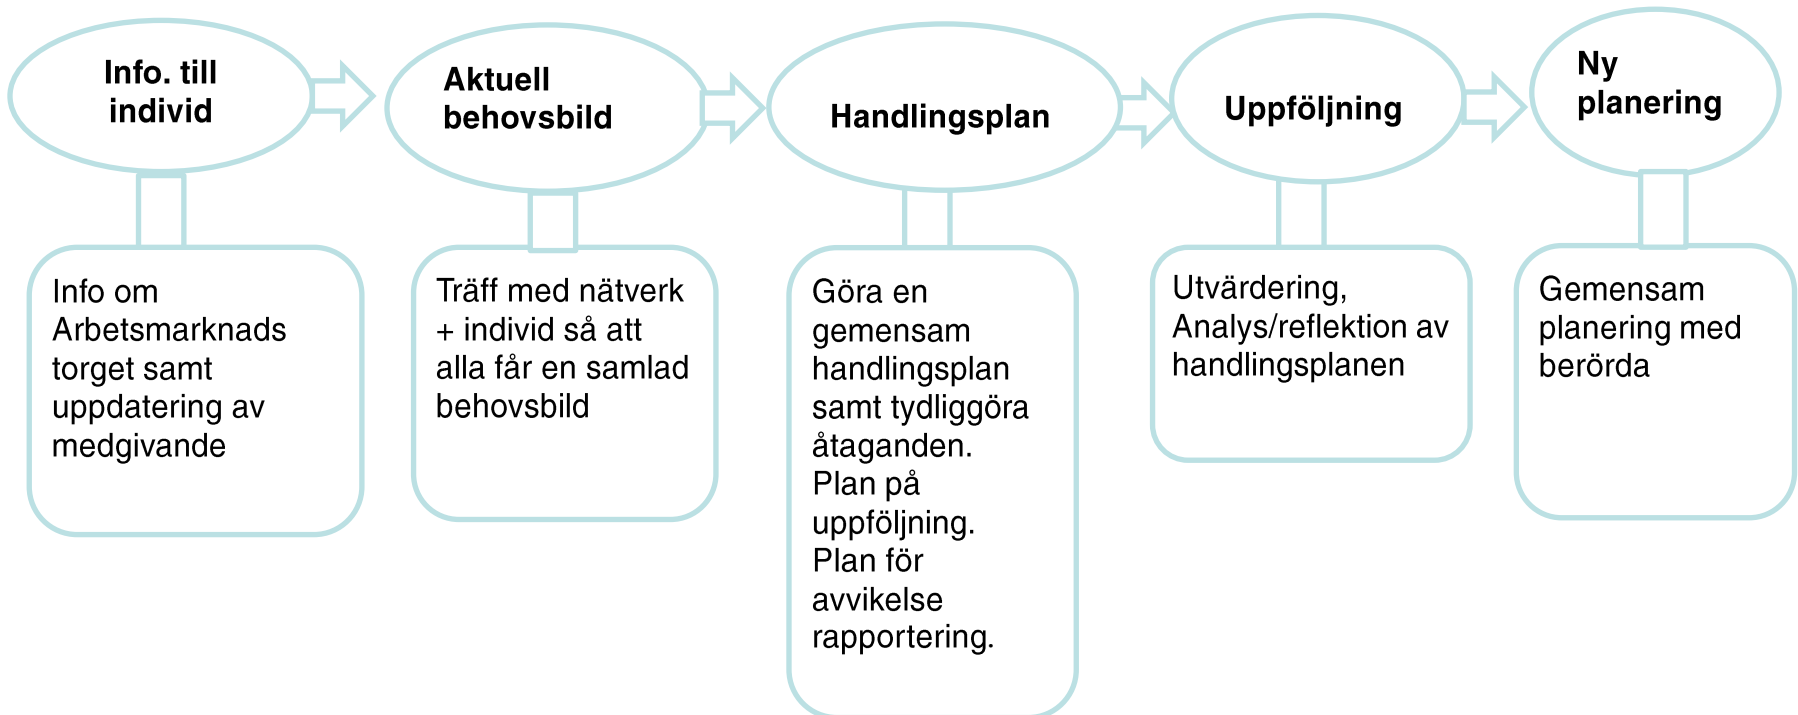 Info. till
individ
Aktuell
behovsbild
Handlingsplan
Uppföljning
Ny
planering
Info om
Arbetsmarknads
torget samt
uppdatering av
medgivande
Träff med nätverk
+ individ så att
alla får en samlad
behovsbild
Göra en
gemensam
handlingsplan
samt tydliggöra
åtaganden.
Plan på
uppföljning.
Plan för
avvikelse
rapportering.
Utvärdering,
Analys/reflektion av
handlingsplanen
Gemensam
planering med
berörda